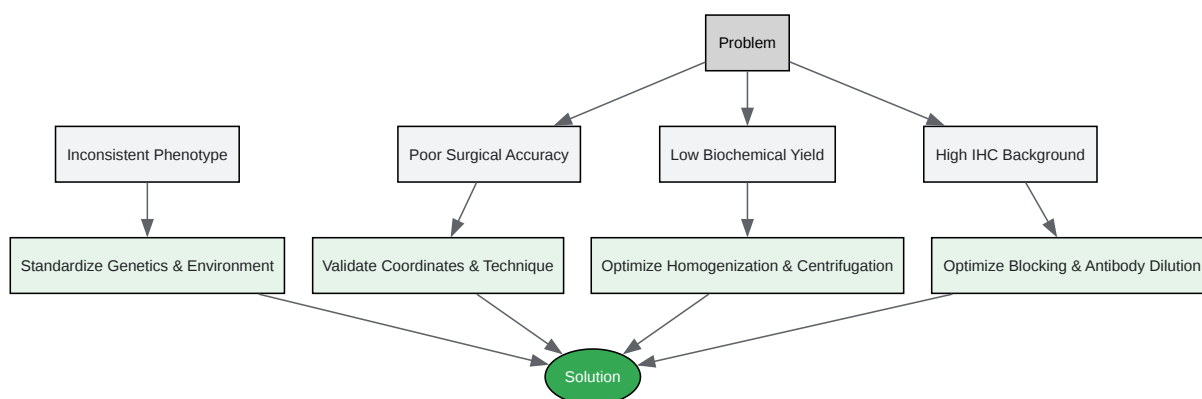 Problem
Inconsistent Phenotype
Poor Surgical Accuracy
Low Biochemical Yield
High IHC Background
Standardize Genetics & Environment
Validate Coordinates & Technique
Optimize Homogenization & Centrifugation
Optimize Blocking & Antibody Dilution
Solution